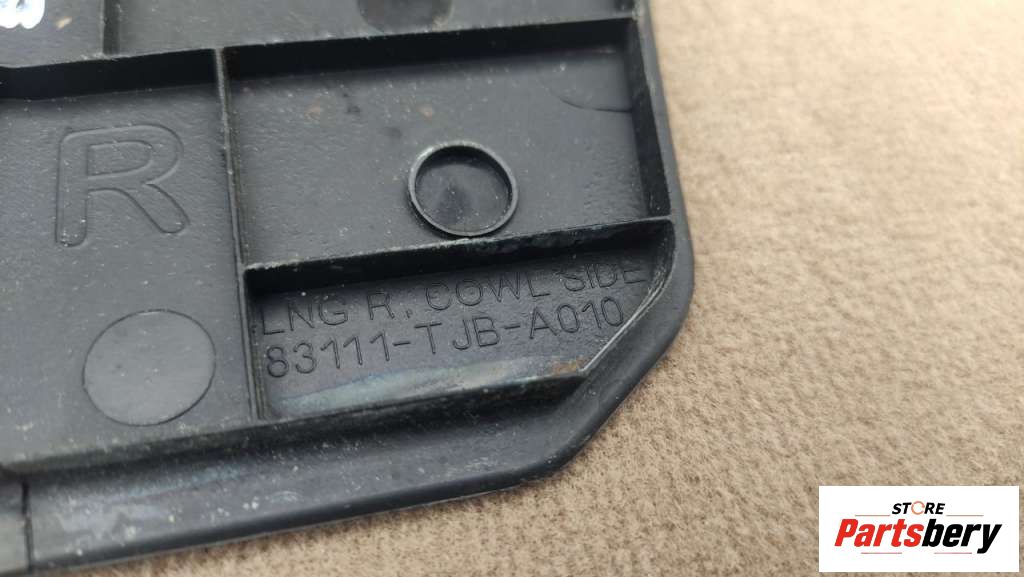 R
LNG R, COWL SIDE
83111-TJB-A010
STORE
Partsbery